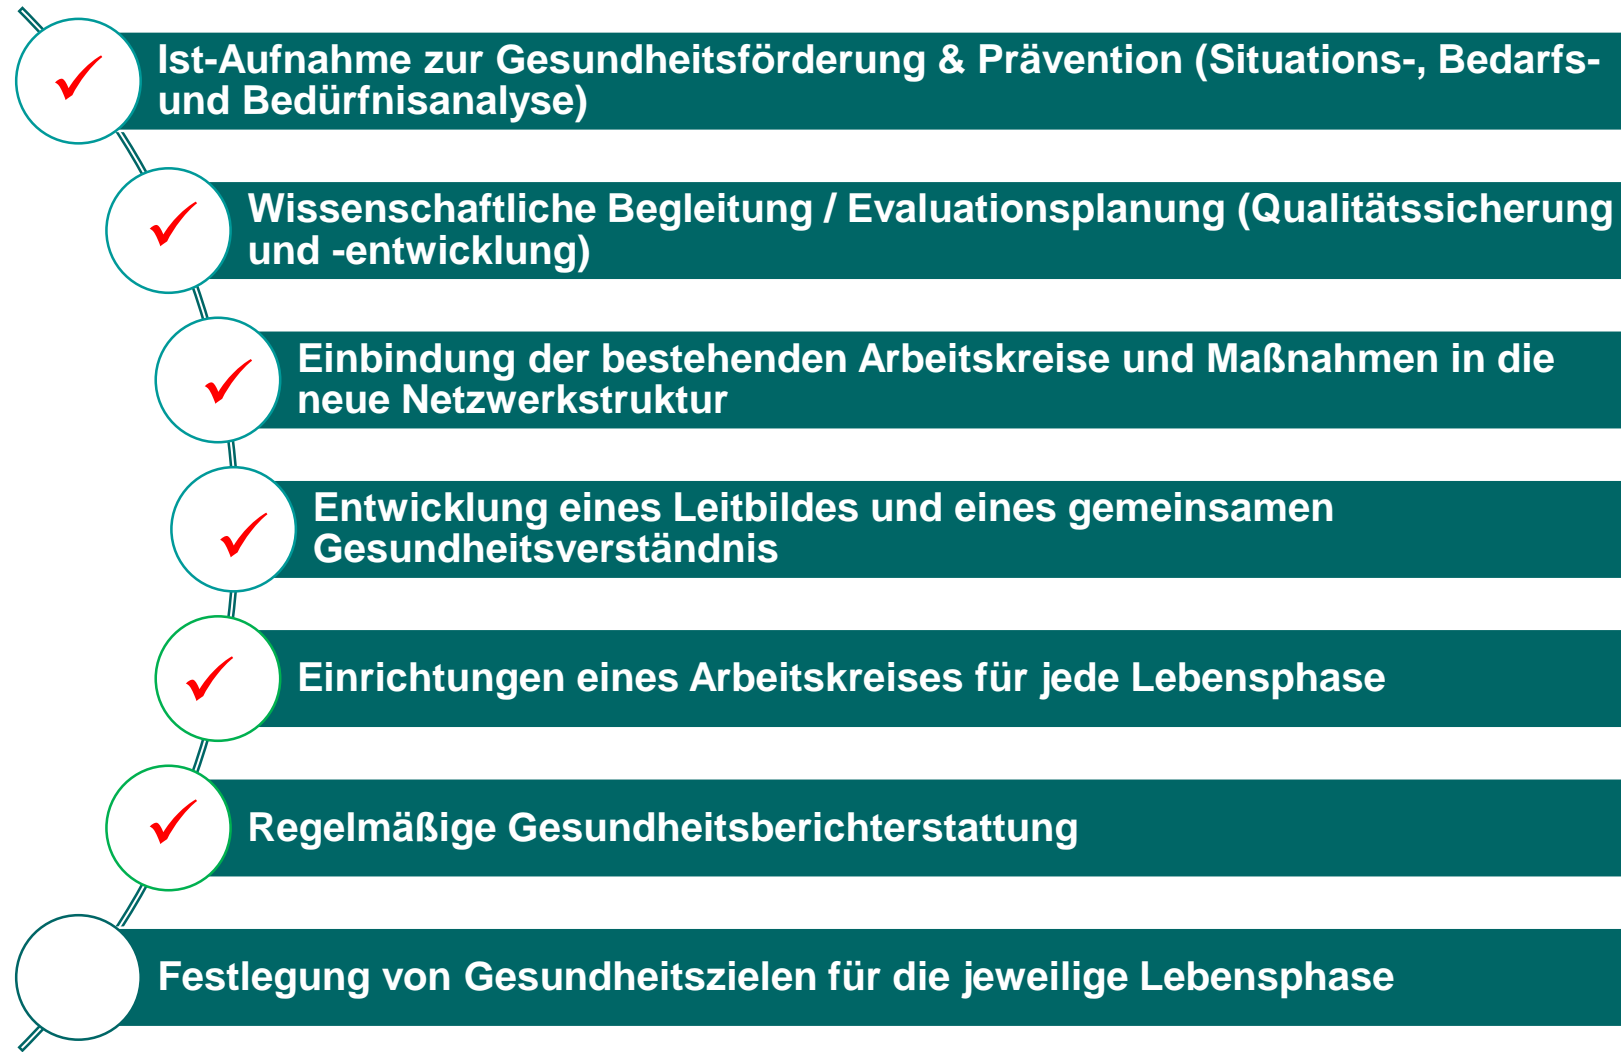 Ist-Aufnahme zur Gesundheitsförderung & Prävention (Situations-, Bedarfs-
und Bedürfnisanalyse)
Wissenschaftliche Begleitung / Evaluationsplanung (Qualitätssicherung
und -entwicklung)
Einbindung der bestehenden Arbeitskreise und Maßnahmen in die
neue Netzwerkstruktur
Entwicklung eines Leitbildes und eines gemeinsamen
Gesundheitsverständnis
Einrichtungen eines Arbeitskreises für jede Lebensphase
Regelmäßige Gesundheitsberichterstattung
Festlegung von Gesundheitszielen für die jeweilige Lebensphase